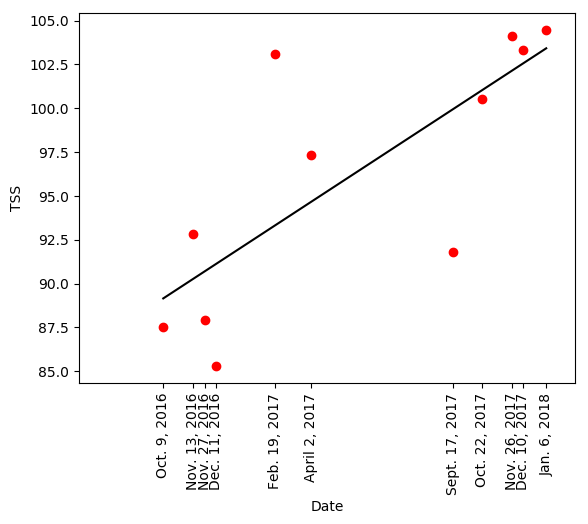 105.0
102.5
100.0
97.5
95.0
92.5
90.0
87.5
85.0
TSS
Oct. 9, 2016
Nov. 13, 2016
Nov. 27, 2016
Dec. 11, 2016
Feb. 19, 2017
April 2, 2017
Sept. 17, 2017
Oct. 22, 2017
Nov. 26, 2017
Dec. 10, 2017
Jan. 6, 2018
Date